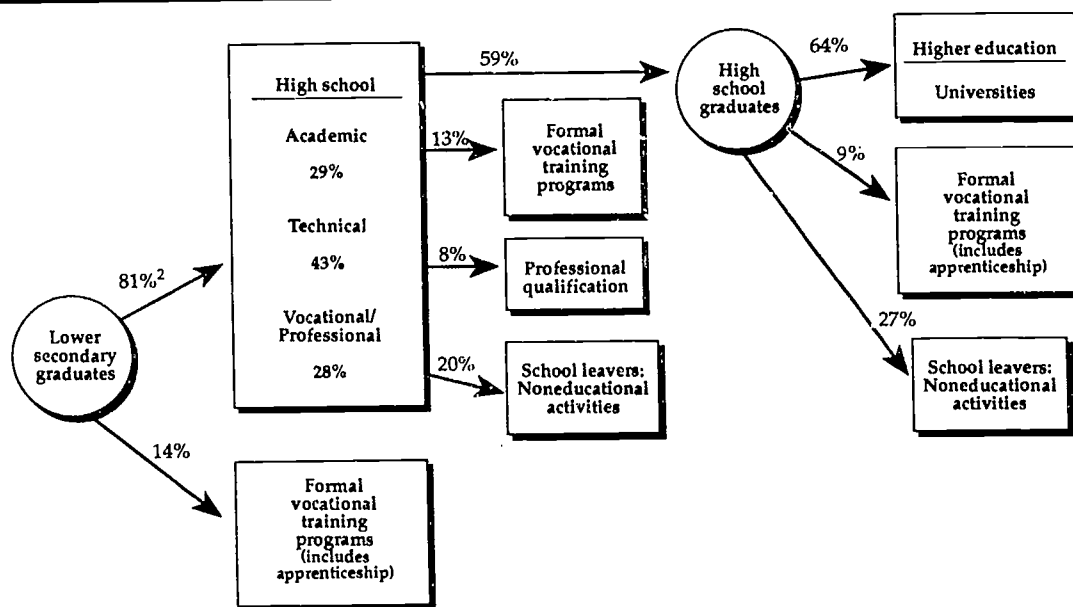 Lower
secondary
graduates
81%²
14%
High school
Academic
29%
Technical
43%
Vocational/
Professional
28%
Formal
vocational
training
programs
(includes
apprenticeship)
59%
13%
8%
20%
Formal
vocational
training
programs
Professional
qualification
School leavers:
Noneducational
activities
High
school
graduates
64%
9%
27%
Higher education
Universities
Formal
vocational
training
programs
(includes
apprenticeship)
School leavers:
Noneducational
activities